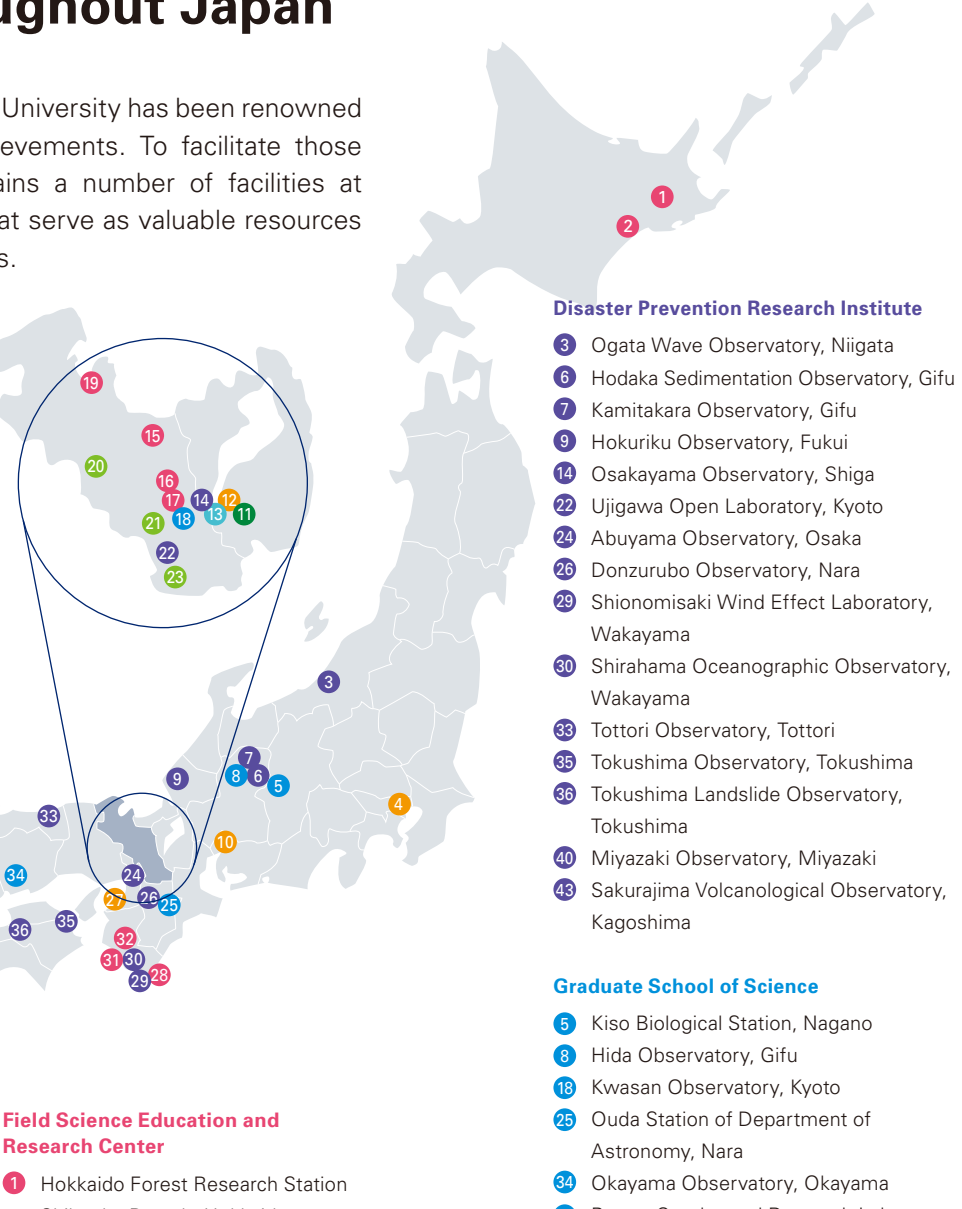 ughout Japan
University has been renowned
evements. To facilitate those
ains a number of facilities at
at serve as valuable resources
s.
1
2
19
15
20
16
17
14
12
21
18
13
11
22
23
3
7
8
6
5
9
4
33
10
34
24
27
26
25
35
36
32
31
30
29
28
Disaster Prevention Research Institute
3 Ogata Wave Observatory, Niigata
6 Hodaka Sedimentation Observatory, Gifu
7 Kamitakara Observatory, Gifu
9 Hokuriku Observatory, Fukui
14 Osakayama Observatory, Shiga
22 Ujigawa Open Laboratory, Kyoto
24 Abuyama Observatory, Osaka
26 Donzurubo Observatory, Nara
29 Shionomisaki Wind Effect Laboratory,
Wakayama
30 Shirahama Oceanographic Observatory,
Wakayama
33 Tottori Observatory, Tottori
35 Tokushima Observatory, Tokushima
36 Tokushima Landslide Observatory,
Tokushima
40 Miyazaki Observatory, Miyazaki
43 Sakurajima Volcanological Observatory,
Kagoshima
Graduate School of Science
5 Kiso Biological Station, Nagano
8 Hida Observatory, Gifu
18 Kwasan Observatory, Kyoto
25 Ouda Station of Department of
Astronomy, Nara
34 Okayama Observatory, Okayama
Field Science Education and
Research Center
1 Hokkaido Forest Research Station